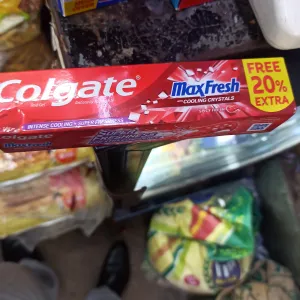 Colgate®
MaxFresh
WITH COOLING CRYSTALS
FREE
20%
EXTRA
INTENSE COOLING